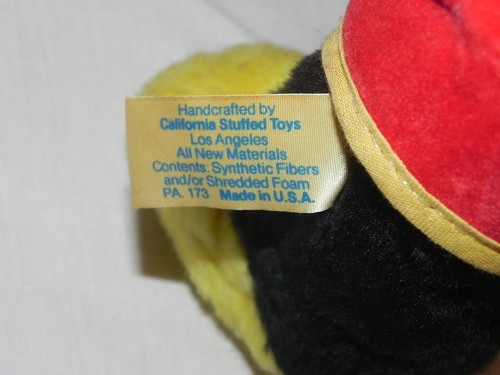 Handcrafted by
California Stuffed Toys
Los Angeles
All New Materials
Contents: Synthetic Fibers
and/or Shredded Foam
PA. 173 Made in U.S.A.